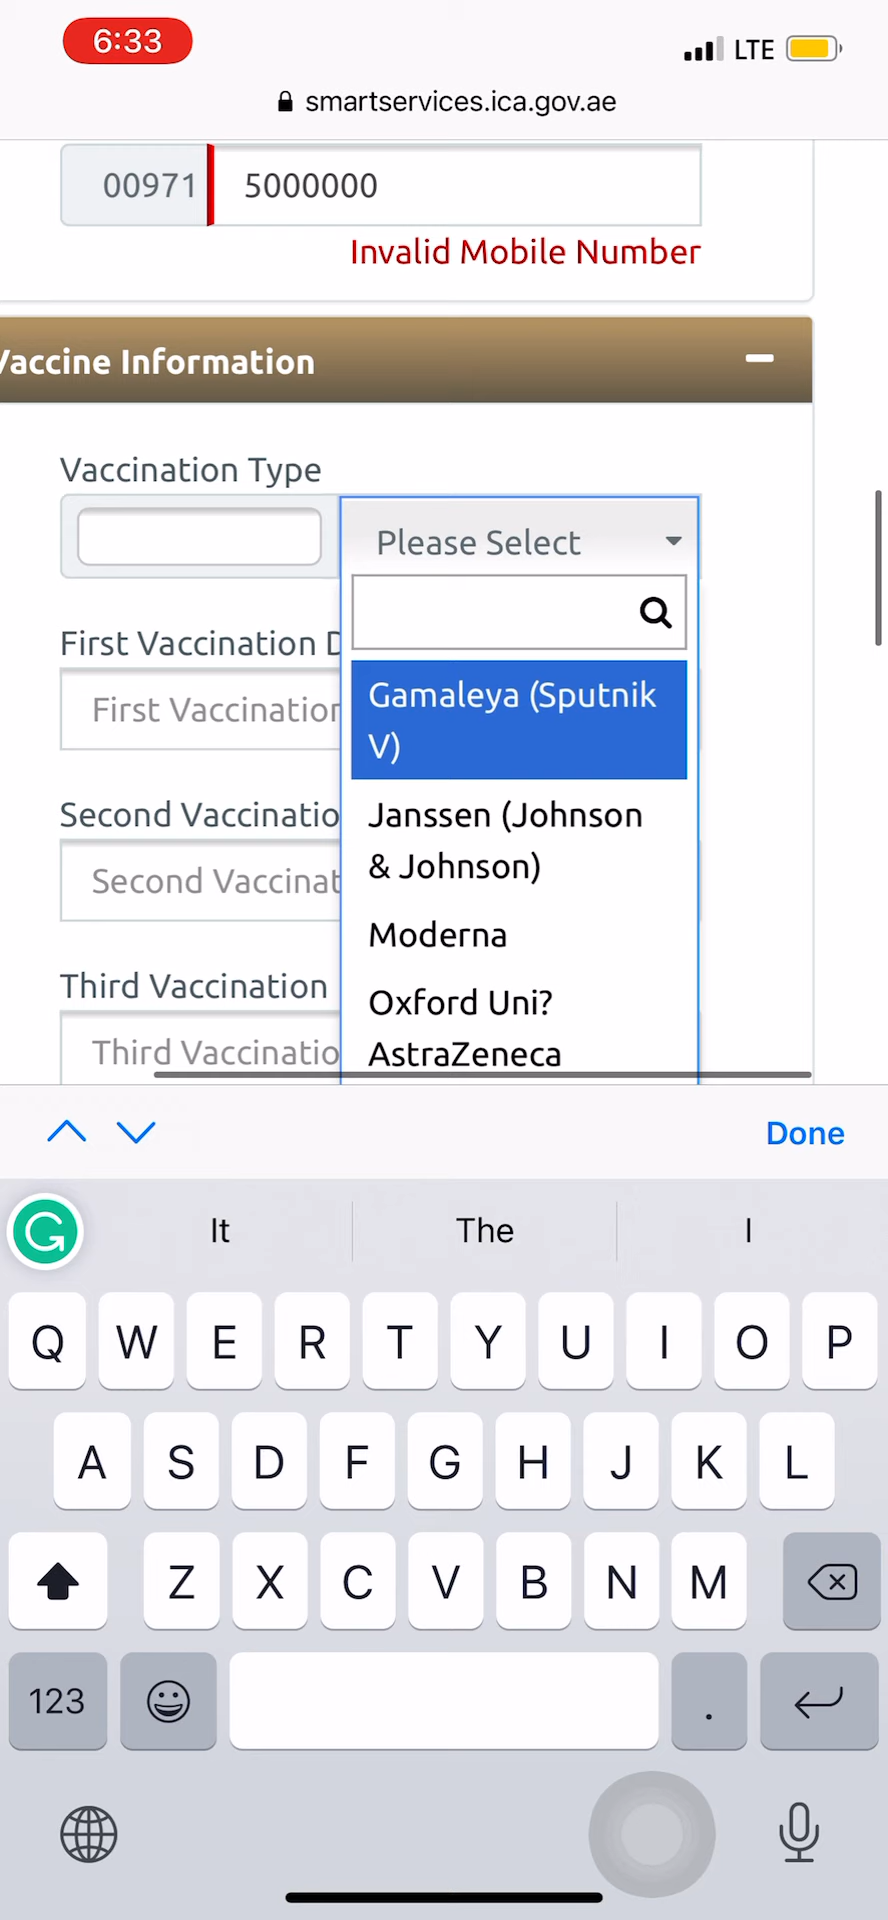 6:33
LTE
smartservices.ica.gov.ae
00971
5000000
Invalid Mobile Number
Vaccine Information
Vaccination Type
Please Select
Gamaleya (Sputnik
V)
Janssen (Johnson
& Johnson)
Moderna
Oxford Uni?
AstraZeneca
First Vaccination D
First Vaccination
Second Vaccinatio
Second Vaccinat
Third Vaccination
Third Vaccinatio
Done
It
The
I
Q W E R T Y U I O P
A S D F G H J K L
Z X C V B N M
123
.